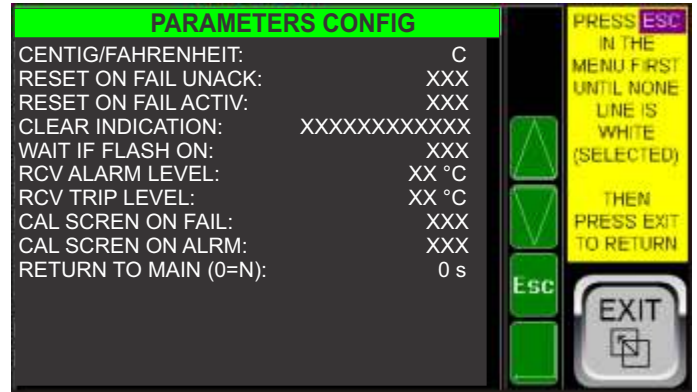 PARAMETERS CONFIG
CENTIG/FAHRENHEIT: C
RESET ON FAIL UNACK: XXX
RESET ON FAIL ACTIV: XXX
CLEAR INDICATION: XXXXXXXXXXXX
WAIT IF FLASH ON: XXX
RCV ALARM LEVEL: XX °C
RCV TRIP LEVEL: XX °C
CAL SCREN ON FAIL: XXX
CAL SCREN ON ALRM: XXX
RETURN TO MAIN (0=N): 0 s
Esc
PRESS ESC
IN THE
MENU FIRST
UNTIL NONE
LINE IS
WHITE
(SELECTED)
THEN
PRESS EXIT
TO RETURN
EXIT